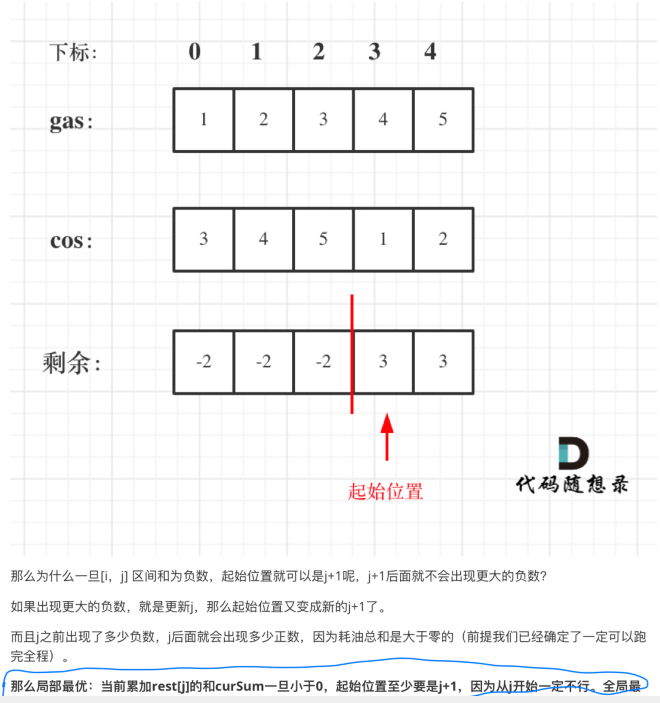 下标: 0 1 2 3 4
gas: 1 2 3 4 5
cos: 3 4 5 1 2
剩余: -2 -2 -2 3 3
起始位置
代码随想录
那么为什么一旦[i，j] 区间和为负数，起始位置就可以是j+1呢，j+1后面就不会出现更大的负数？
如果出现更大的负数，就是更新j，那么起始位置又变成新的j+1了。
而且j之前出现了多少负数，j后面就会出现多少正数，因为耗油总和是大于零的（前提我们已经确定了一定可以跑
完全程）。
那么局部最优：当前累加rest[j]的和curSum一旦小于0，起始位置至少要是j+1，因为从j开始一定不行。全局最